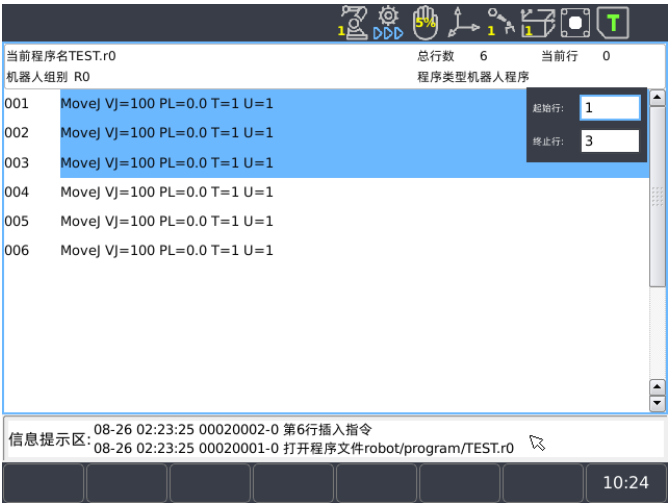 1 5% 1 1 T
当前程序名TEST.r0 总行数 6 当前行 0
机器人组别 R0 程序类型机器人程序
001 MoveJ VJ=100 PL=0.0 T=1 U=1
起始行: 1
002 MoveJ VJ=100 PL=0.0 T=1 U=1
终止行: 3
003 MoveJ VJ=100 PL=0.0 T=1 U=1
004 MoveJ VJ=100 PL=0.0 T=1 U=1
005 MoveJ VJ=100 PL=0.0 T=1 U=1
006 MoveJ VJ=100 PL=0.0 T=1 U=1
信息提示区:
08-26 02:23:25 00020002-0 第6行插入指令
08-26 02:23:25 00020001-0 打开程序文件robot/program/TEST.r0
10:24